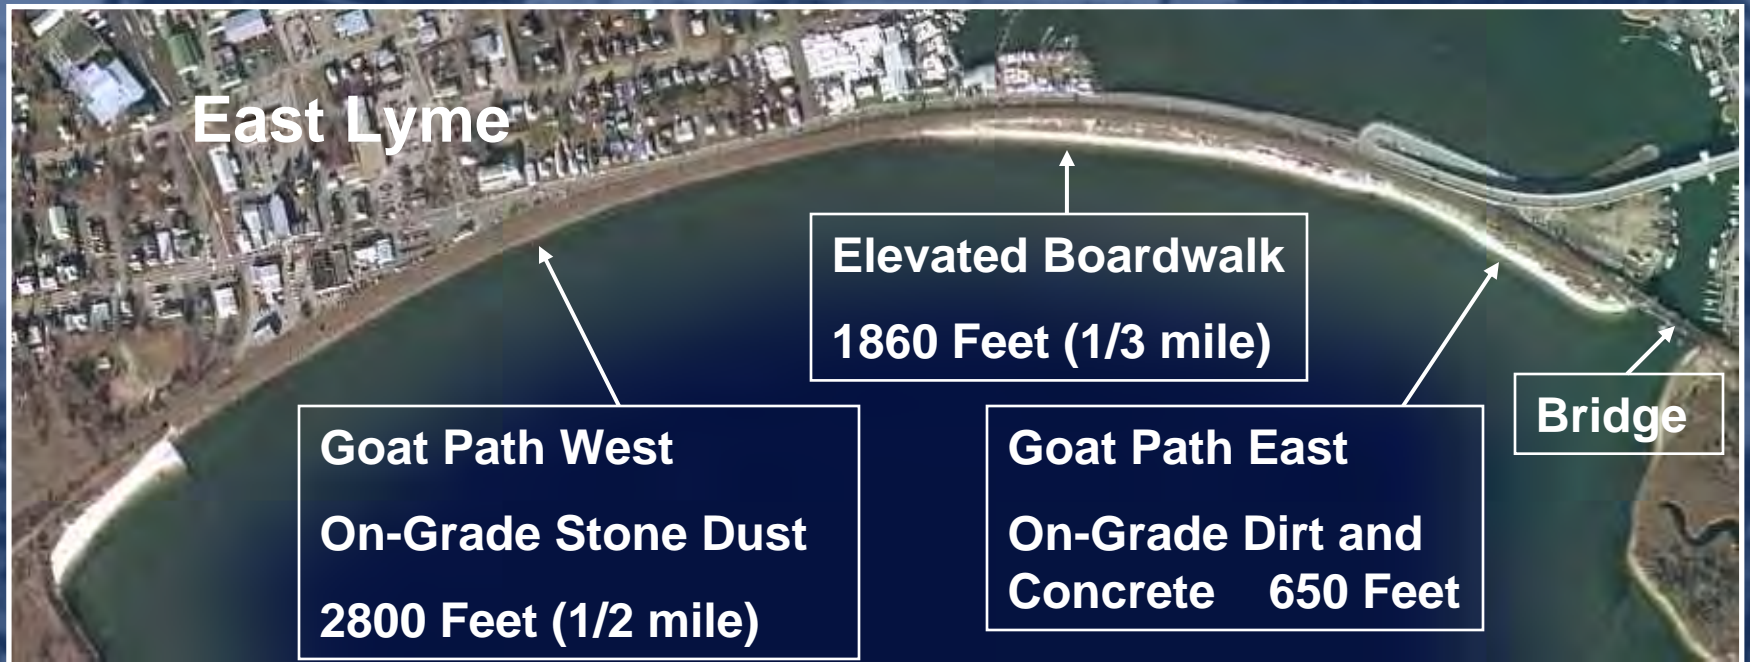 East Lyme
Elevated Boardwalk
1860 Feet (1/3 mile)
Goat Path West
On-Grade Stone Dust
2800 Feet (1/2 mile)
Goat Path East
On-Grade Dirt and
Concrete 650 Feet
Bridge